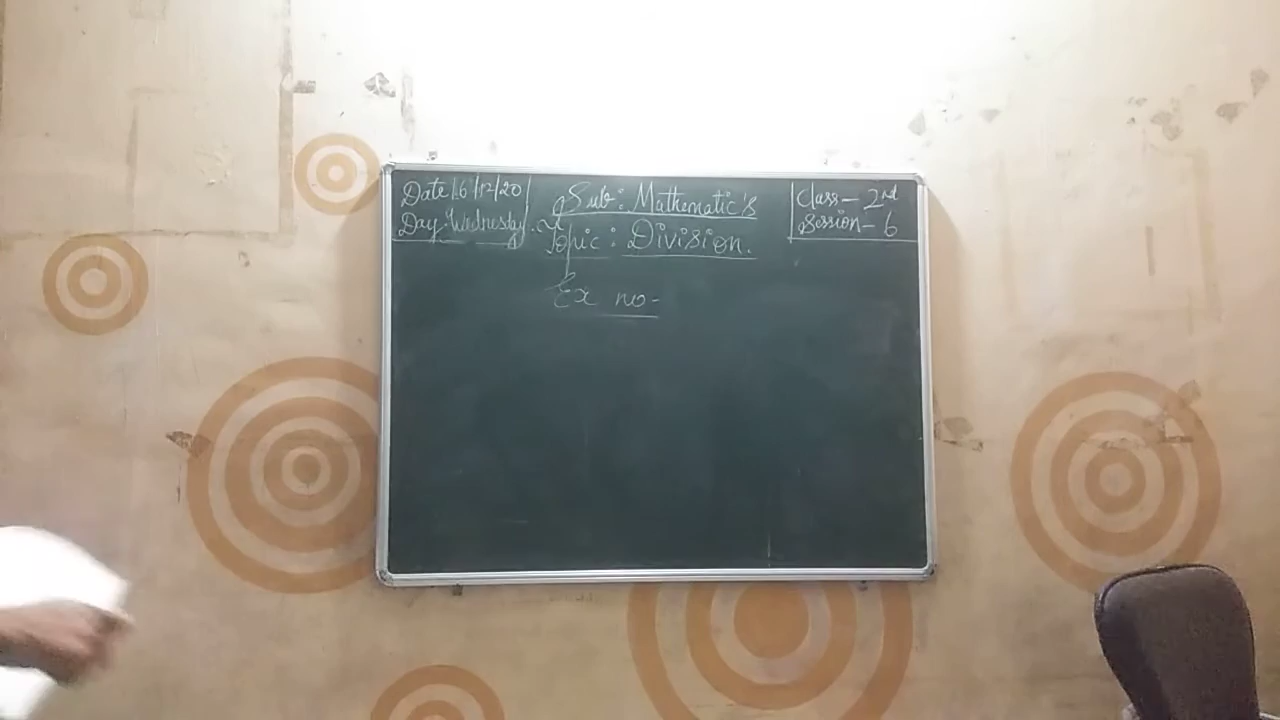 Date 16/12/20
Day: Wednesday.
Sub: Mathematic's
Topic: Division.
Ex no-
Class- 2nd
Session- 6